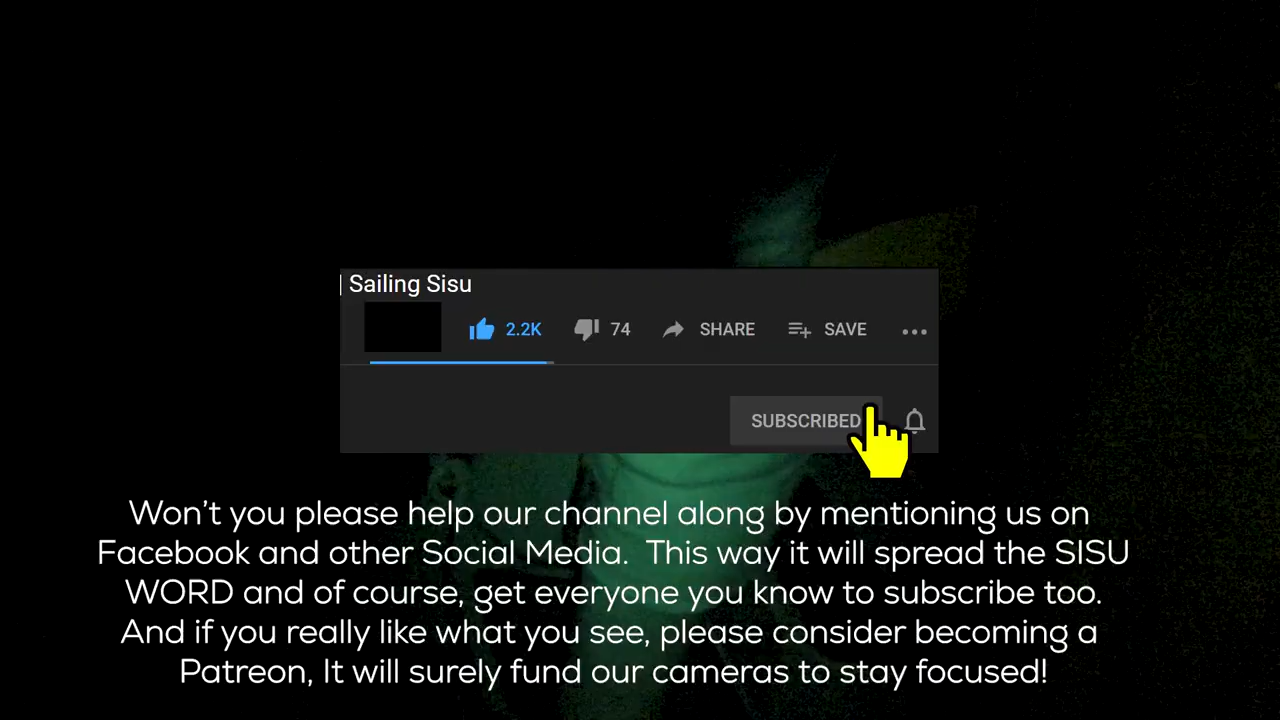 | Sailing Sisu
2.2K 74 SHARE SAVE
SUBSCRIBED
Won't you please help our channel along by mentioning us on
Facebook and other Social Media.  This way it will spread the SISU
WORD and of course, get everyone you know to subscribe too.
And if you really like what you see, please consider becoming a
Patreon, It will surely fund our cameras to stay focused!